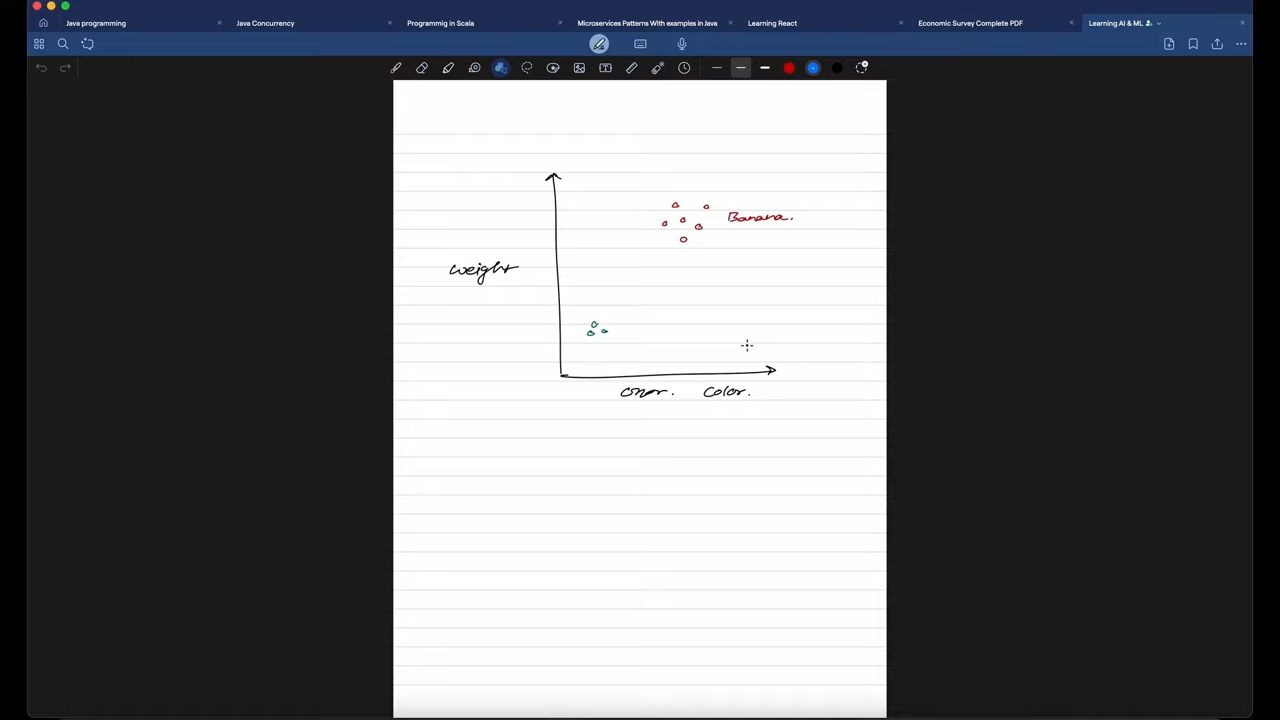 Java programming
Java Concurrency
Programmig in Scala
Microservices Patterns With examples in Java
Learning React
Economic Survey Complete PDF
Learning AI & ML
Banana.
weight
color.